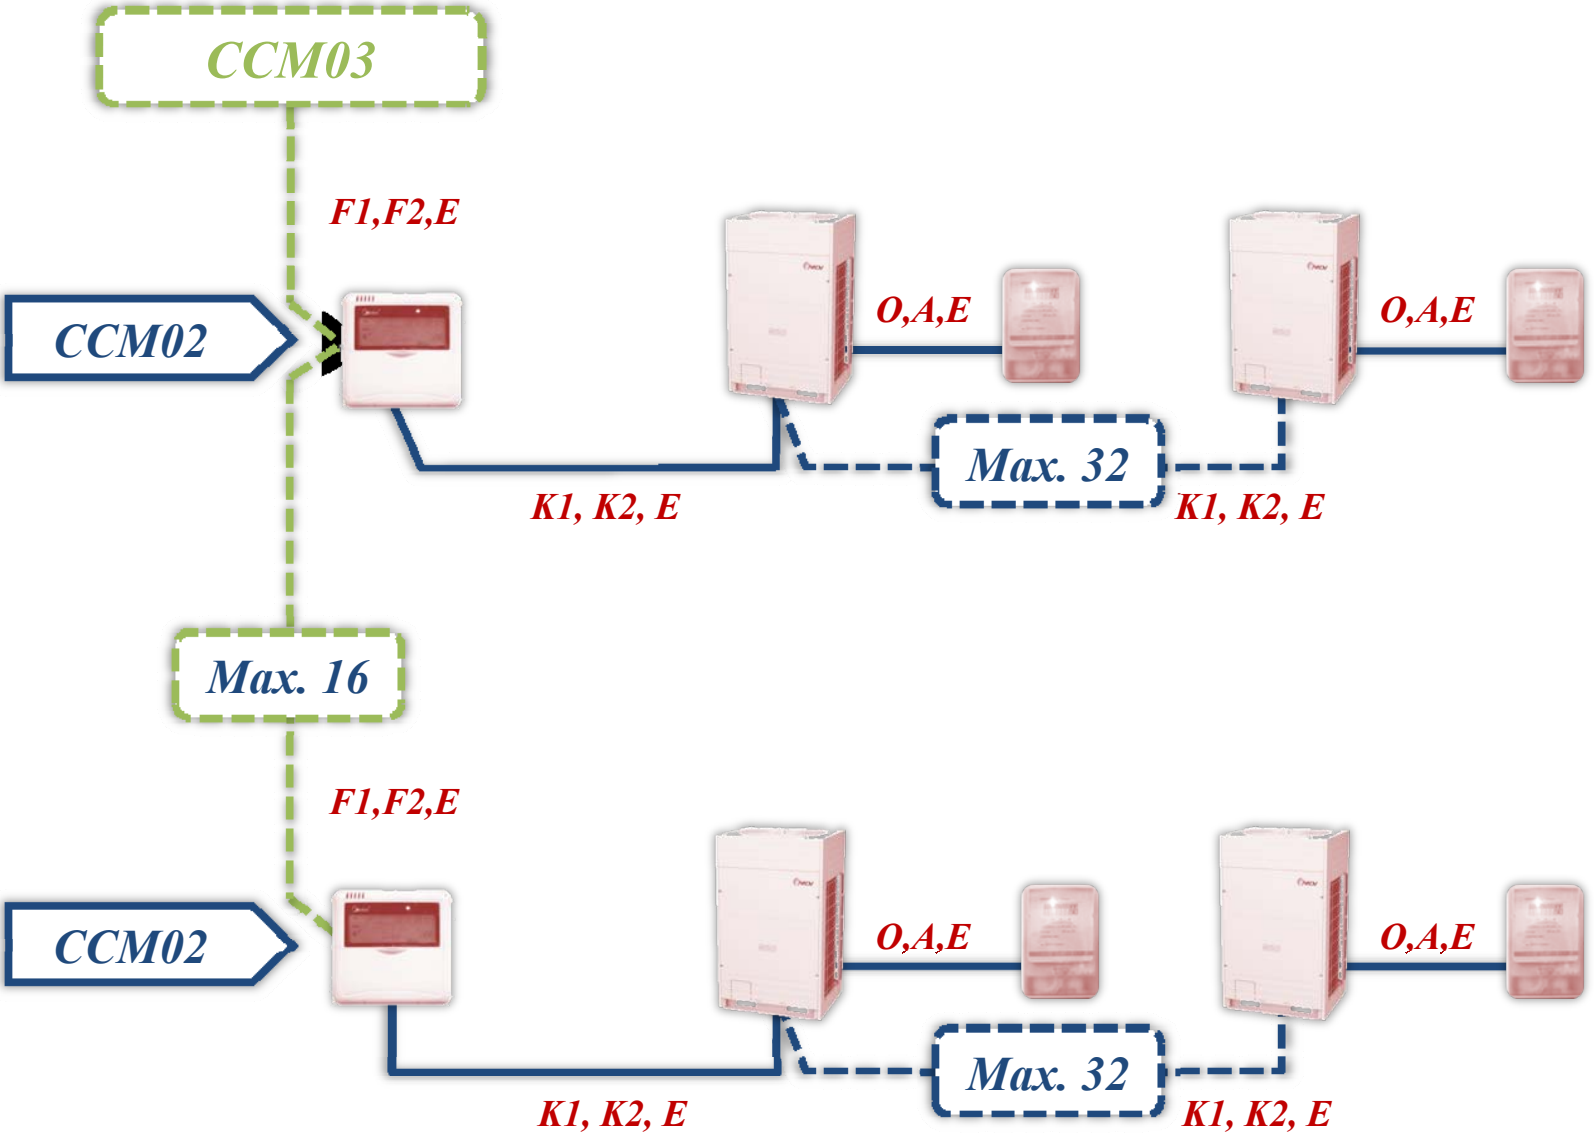 CCM03
F1,F2,E
CCM02
O,A,E
O,A,E
Max. 32
K1, K2, E
K1, K2, E
Max. 16
F1,F2,E
CCM02
O,A,E
O,A,E
Max. 32
K1, K2, E
K1, K2, E